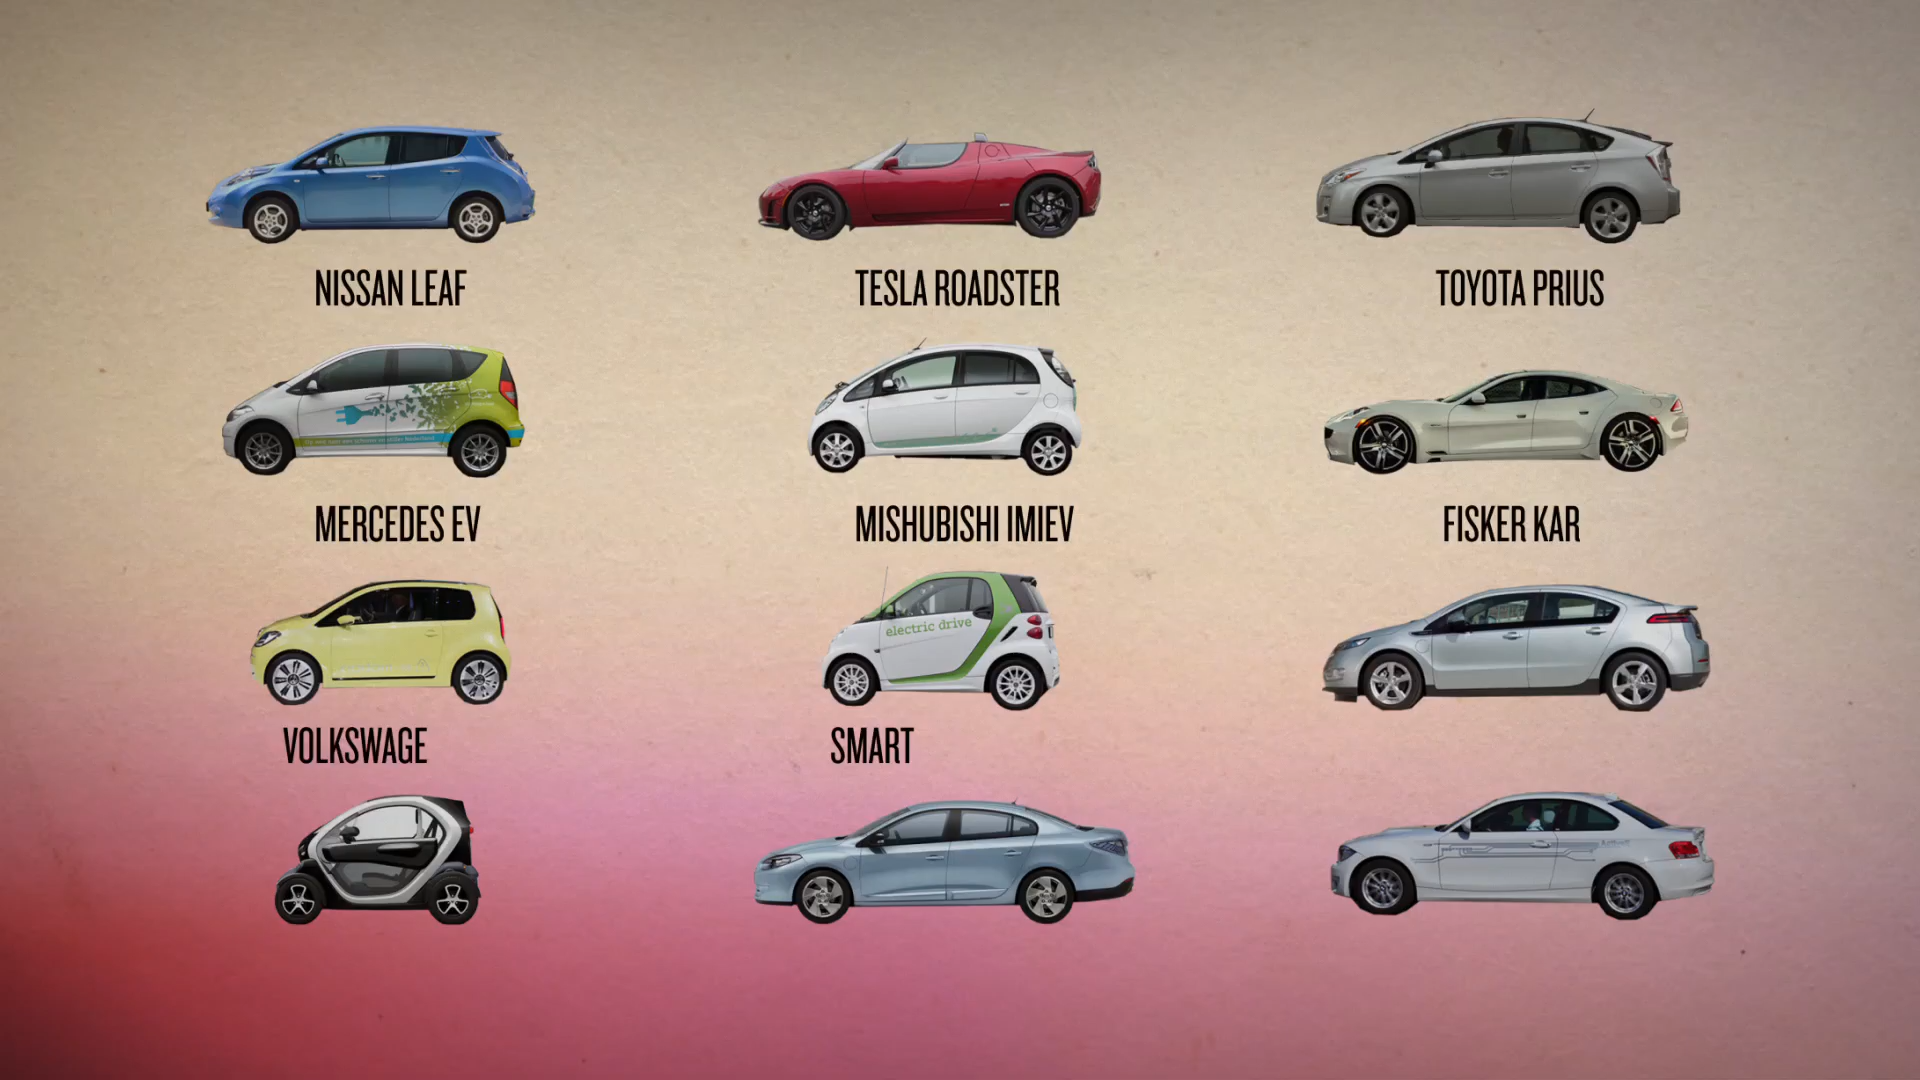 NISSAN LEAF
TESLA ROADSTER
TOYOTA PRIUS
MERCEDES EV
MISHUBISHI IMIEV
FISKER KAR
electric drive
VOLKSWAGE
SMART